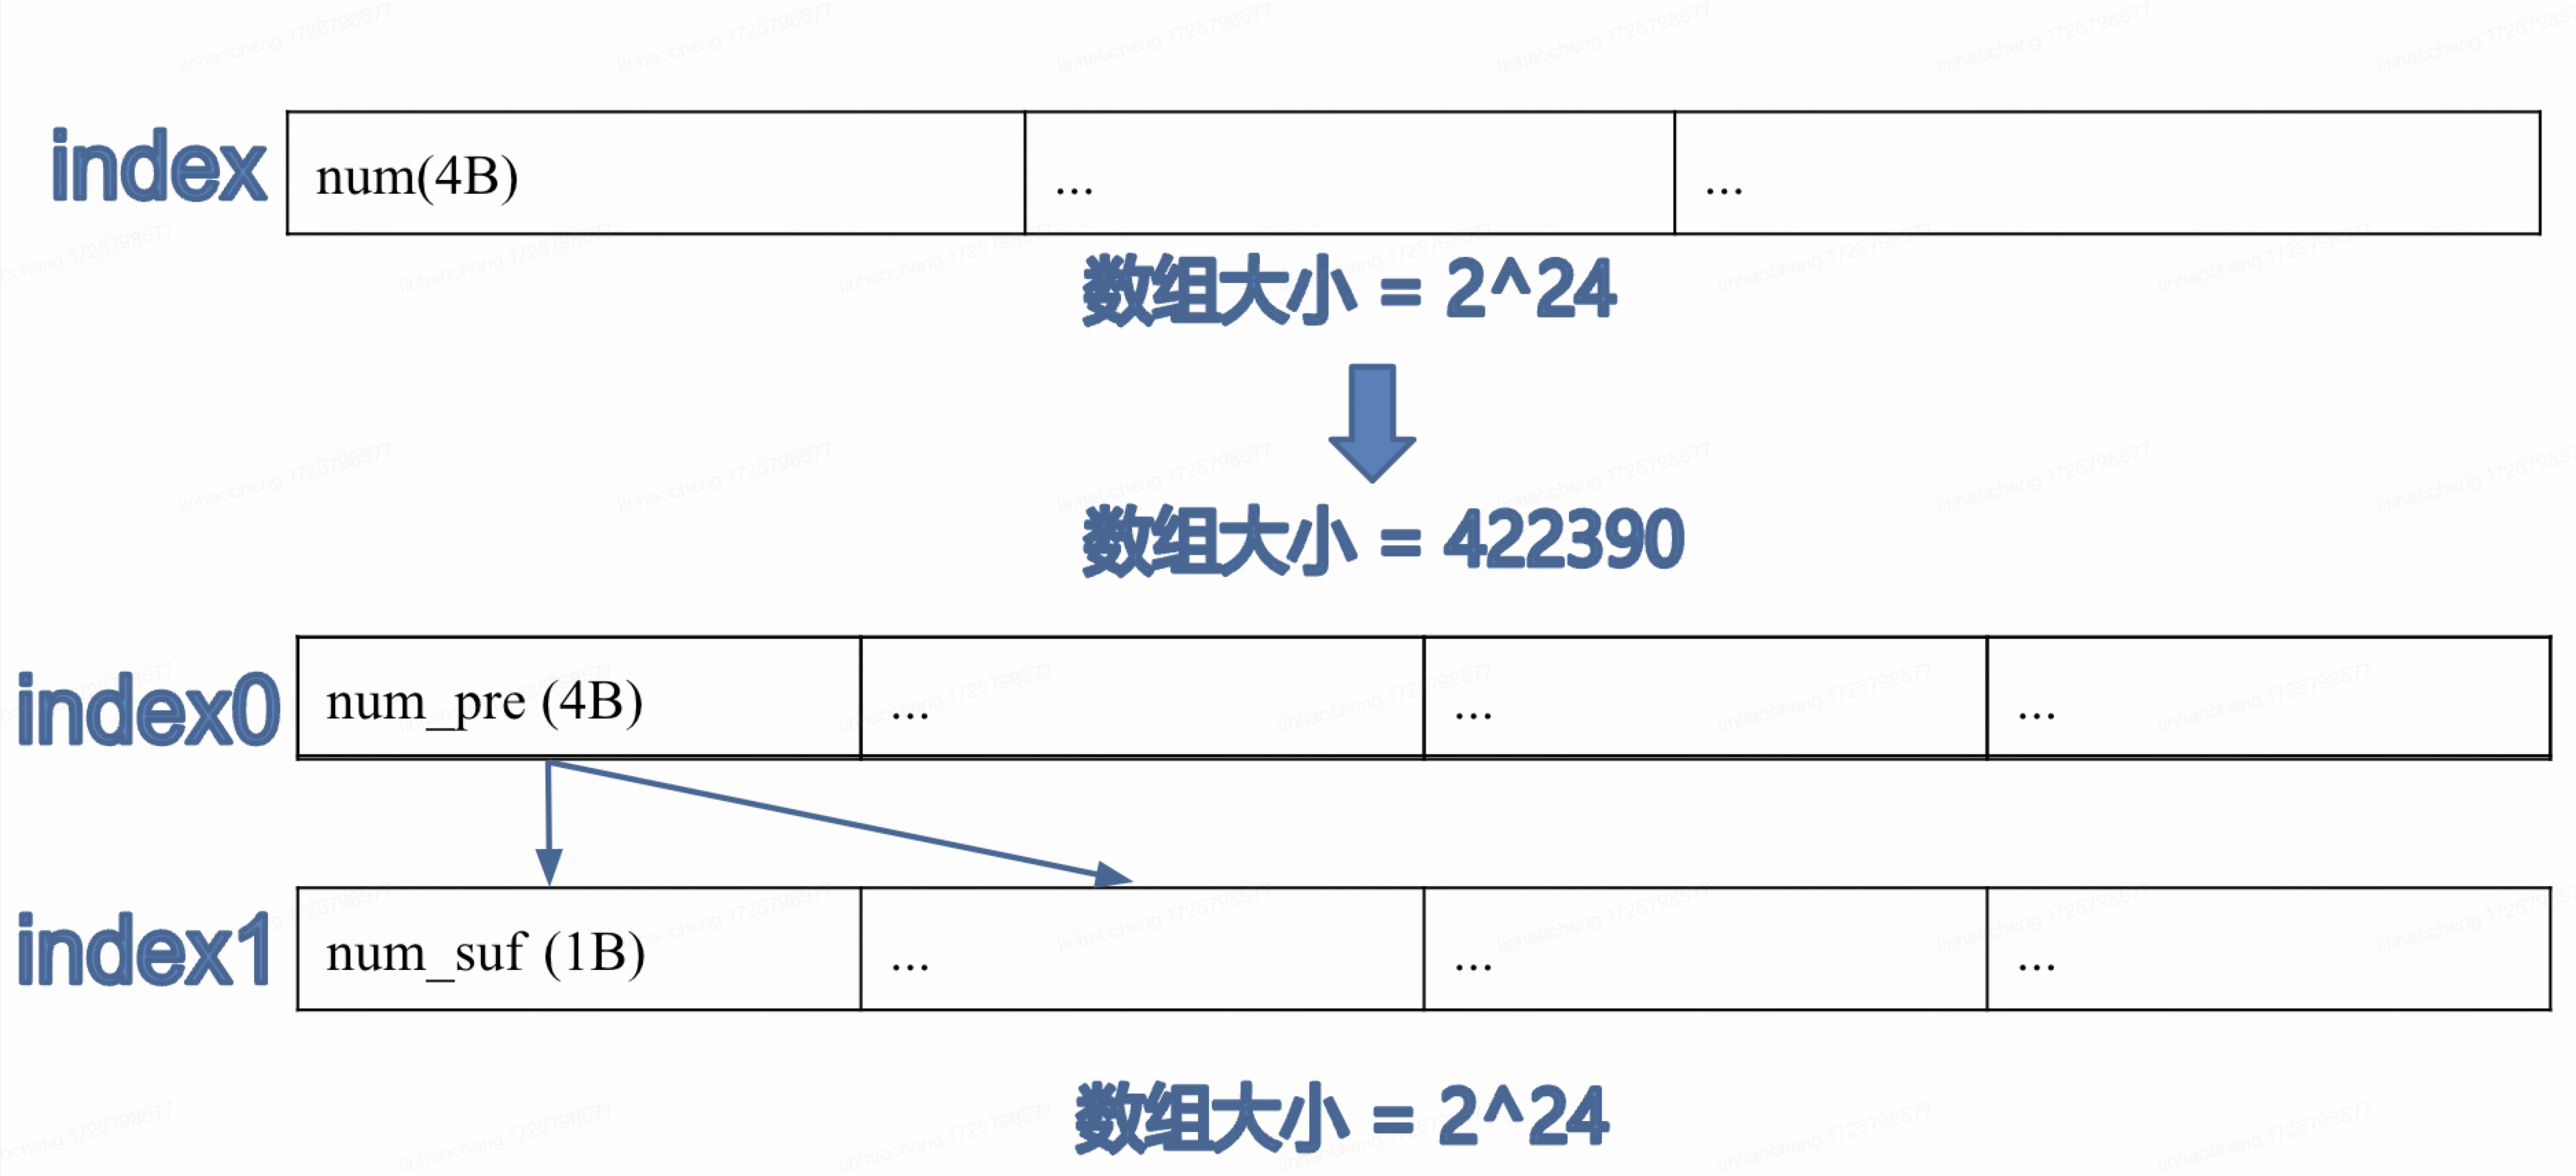 index
num(4B)
...
...
数组大小 = 2^24
数组大小 = 422390
index0
num_pre (4B)
...
...
...
index1
num_suf (1B)
...
...
...
数组大小 = 2^24
linhaocheng 1725798577